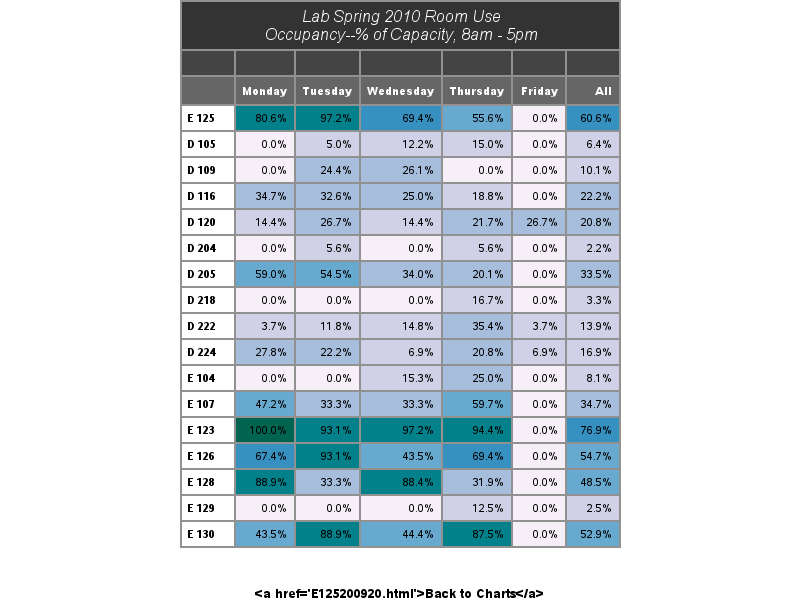 Lab Spring 2010 Room Use
Occupancy--% of Capacity, 8am - 5pm
Monday Tuesday Wednesday Thursday Friday All
E 125 80.6% 97.2% 69.4% 55.6% 0.0% 60.6%
D 105 0.0% 5.0% 12.2% 15.0% 0.0% 6.4%
D 109 0.0% 24.4% 26.1% 0.0% 0.0% 10.1%
D 116 34.7% 32.6% 25.0% 18.8% 0.0% 22.2%
D 120 14.4% 26.7% 14.4% 21.7% 26.7% 20.8%
D 204 0.0% 5.6% 0.0% 5.6% 0.0% 2.2%
D 205 59.0% 54.5% 34.0% 20.1% 0.0% 33.5%
D 218 0.0% 0.0% 0.0% 16.7% 0.0% 3.3%
D 222 3.7% 11.8% 14.8% 35.4% 3.7% 13.9%
D 224 27.8% 22.2% 6.9% 20.8% 6.9% 16.9%
E 104 0.0% 0.0% 15.3% 25.0% 0.0% 8.1%
E 107 47.2% 33.3% 33.3% 59.7% 0.0% 34.7%
E 123 100.0% 93.1% 97.2% 94.4% 0.0% 76.9%
E 126 67.4% 93.1% 43.5% 69.4% 0.0% 54.7%
E 128 88.9% 33.3% 88.4% 31.9% 0.0% 48.5%
E 129 0.0% 0.0% 0.0% 12.5% 0.0% 2.5%
E 130 43.5% 88.9% 44.4% 87.5% 0.0% 52.9%
<a href='E125200920.html'>Back to Charts</a>